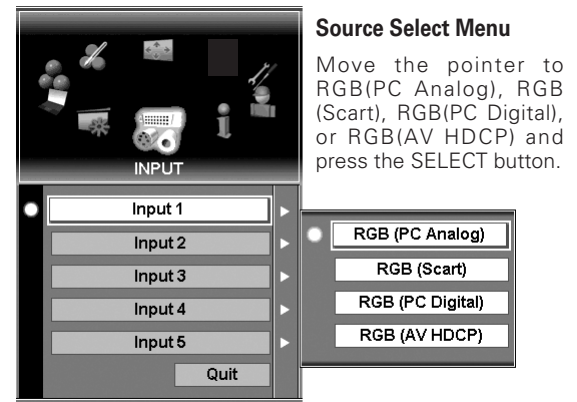 Source Select Menu
Move the pointer to
RGB(PC Analog), RGB
(Scart), RGB(PC Digital),
or RGB(AV HDCP) and
press the SELECT button.
INPUT
Input 1
Input 2
Input 3
Input 4
Input 5
Quit
RGB (PC Analog)
RGB (Scart)
RGB (PC Digital)
RGB (AV HDCP)